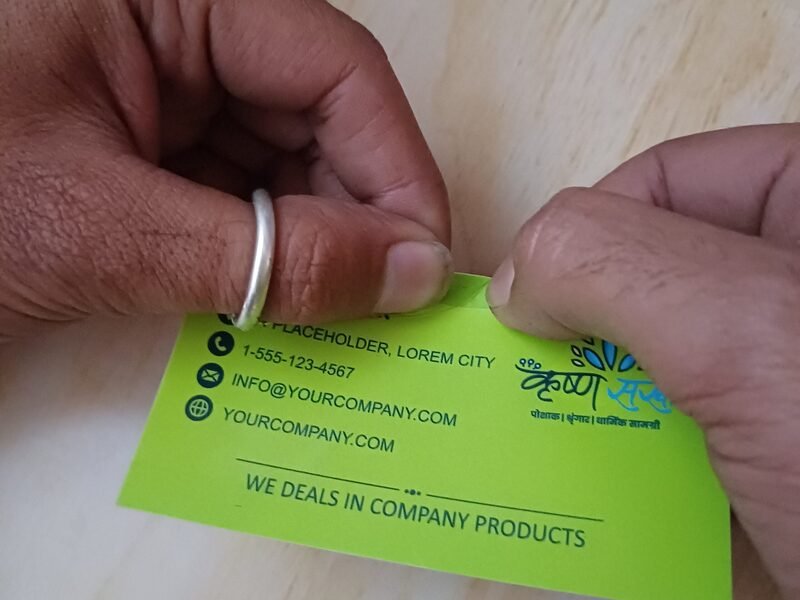 PLACEHOLDER, LOREM CITY
1-555-123-4567
INFO@YOURCOMPANY.COM
YOURCOMPANY.COM
कृष्ण
पोशाक | श्रृंगार | धार्मिक सामग्री
WE DEALS IN COMPANY PRODUCTS